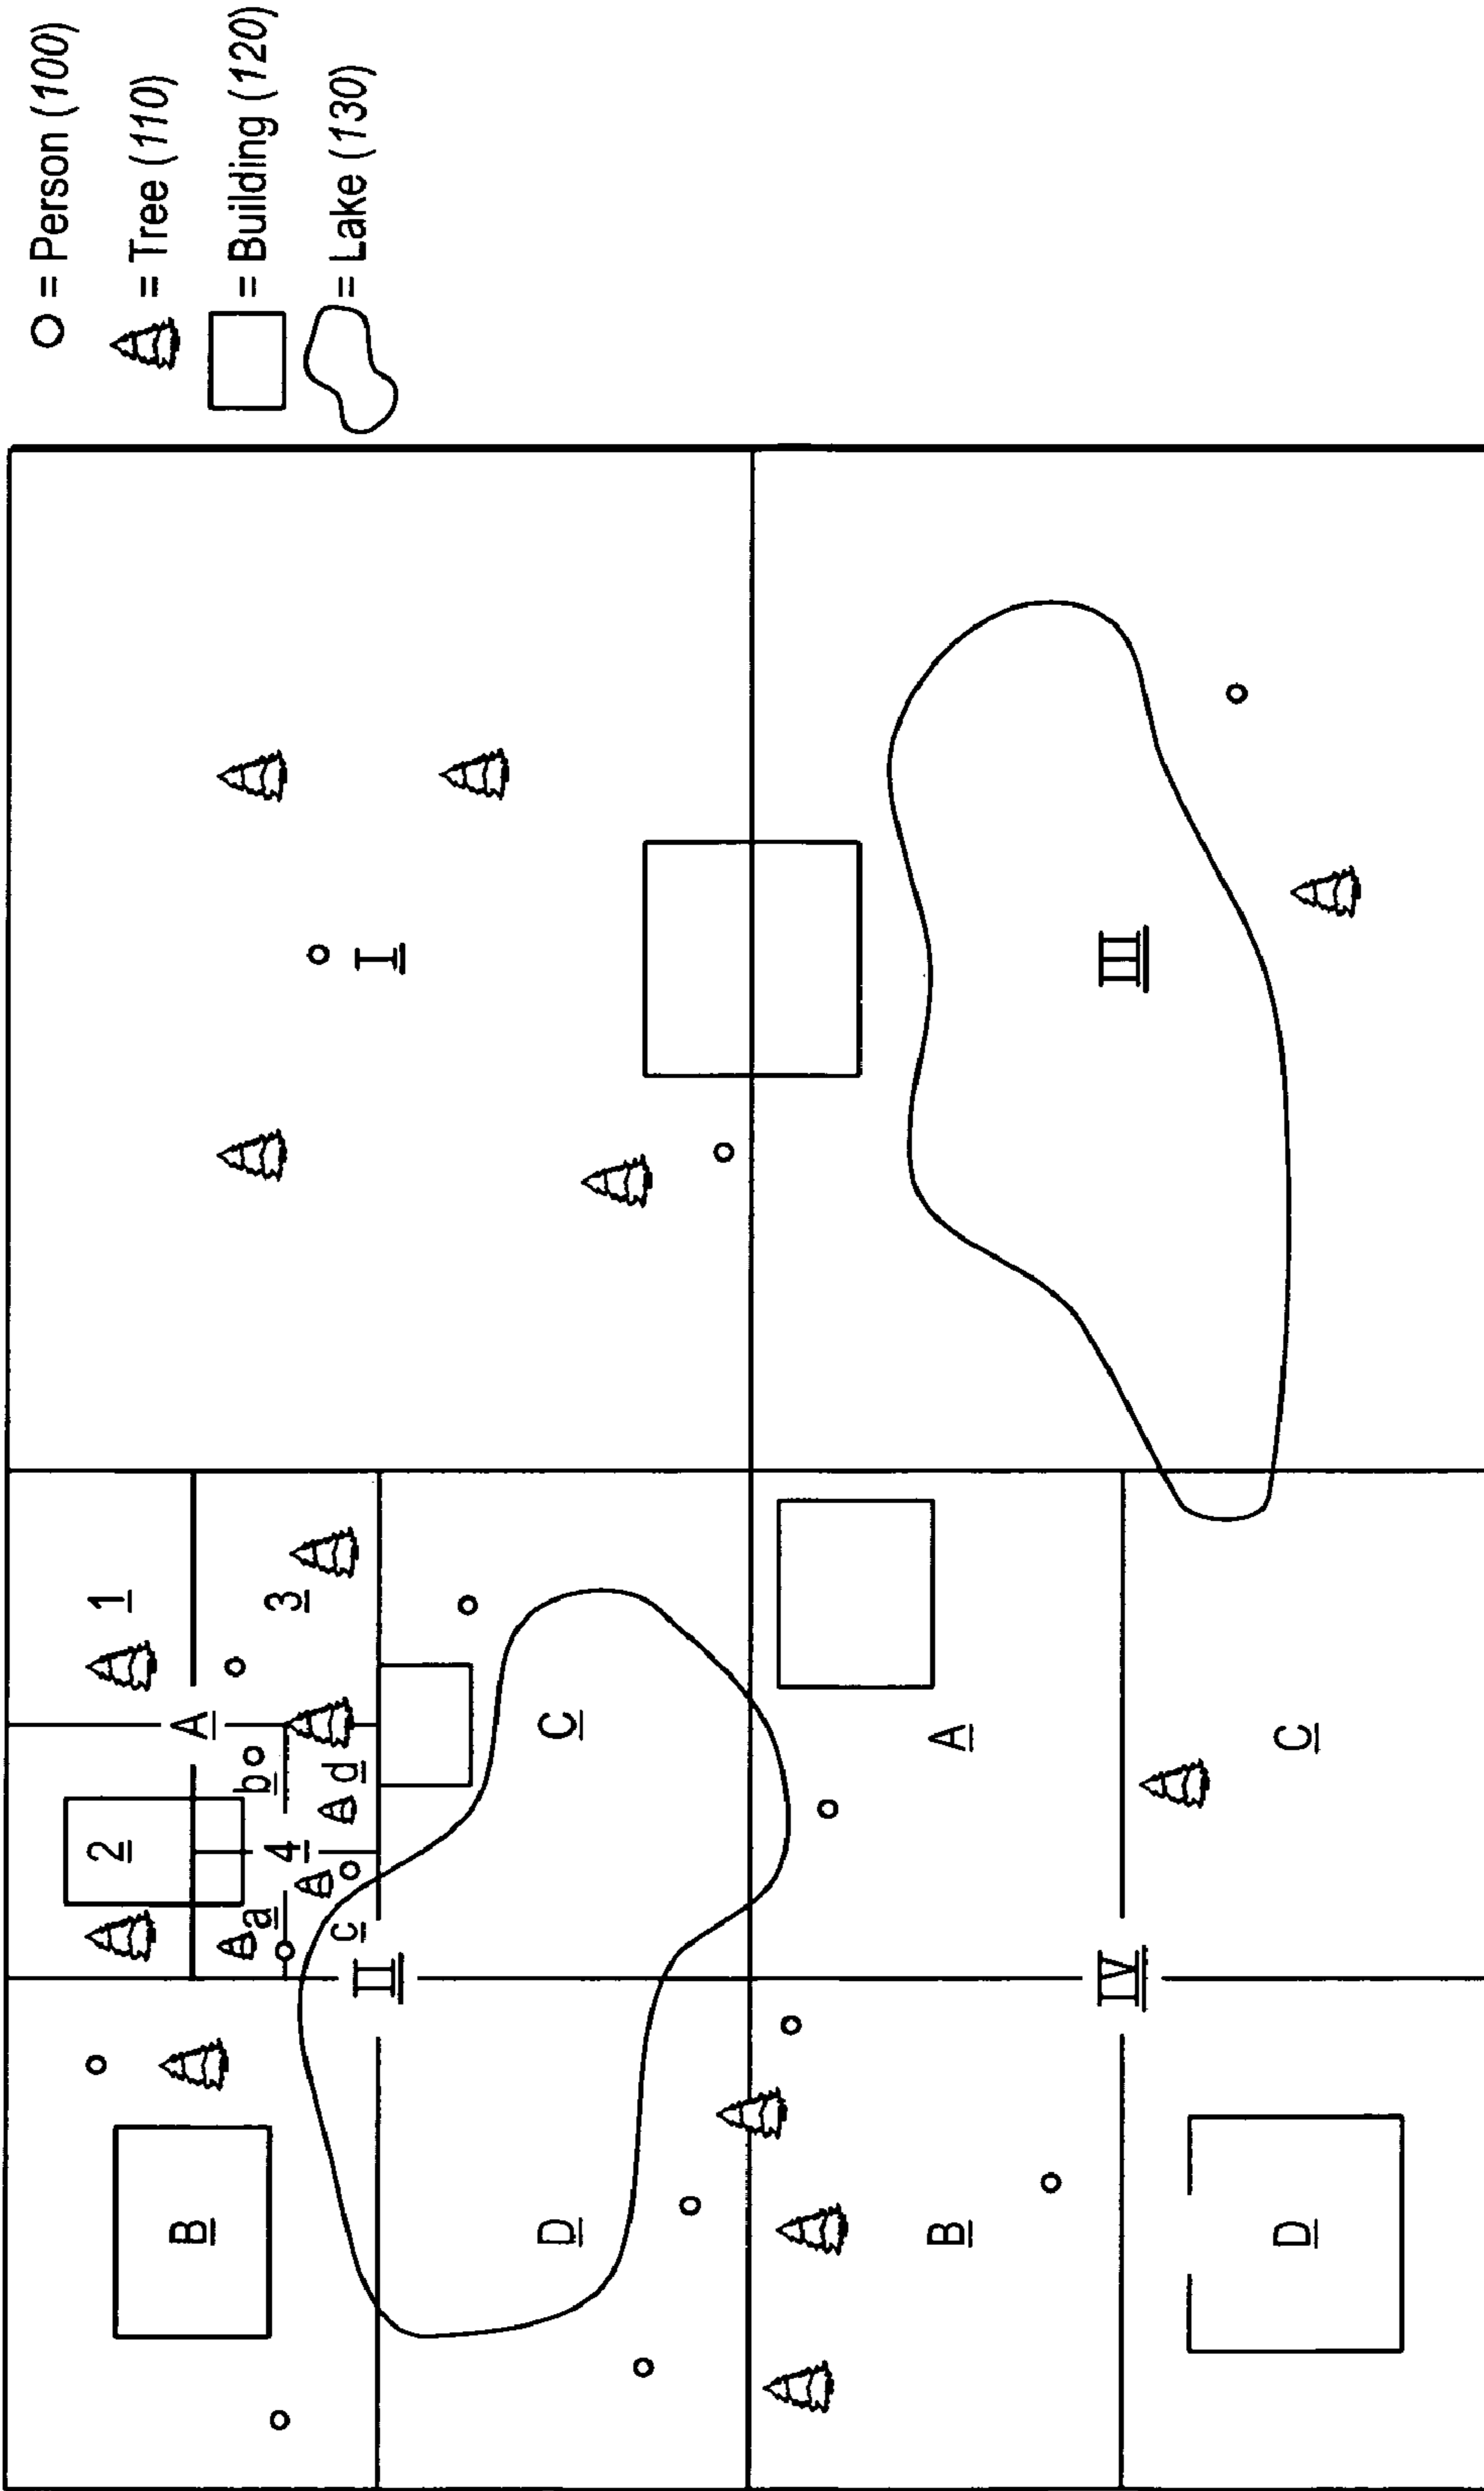 = Person (100)
= Tree (110)
= Building (120)
= Lake (130)
B
II
A
2
1
a
b
4
3
c
d
I
D
C
B
IV
A
III
D
C